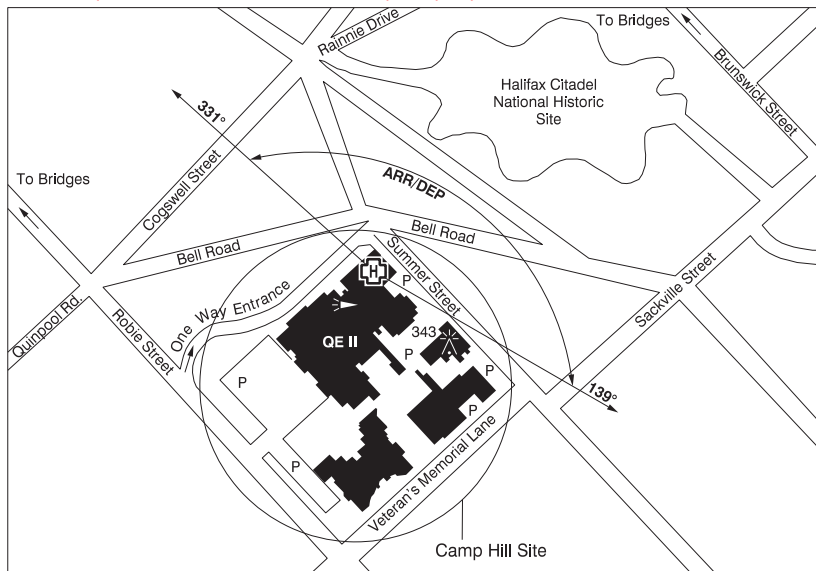 Rainnie Drive
To Bridges
Brunswick Street
Halifax Citadel
National Historic
Site
331°
Cogswell Street
ARR/DEP
To Bridges
Bell Road
Bell Road
Summer Street
Sackville Street
H
P
One Way Entrance
Quinpool Rd.
Robie Street
343
QE II
P
P
P
139°
P
P
Veteran's Memorial Lane
Camp Hill Site